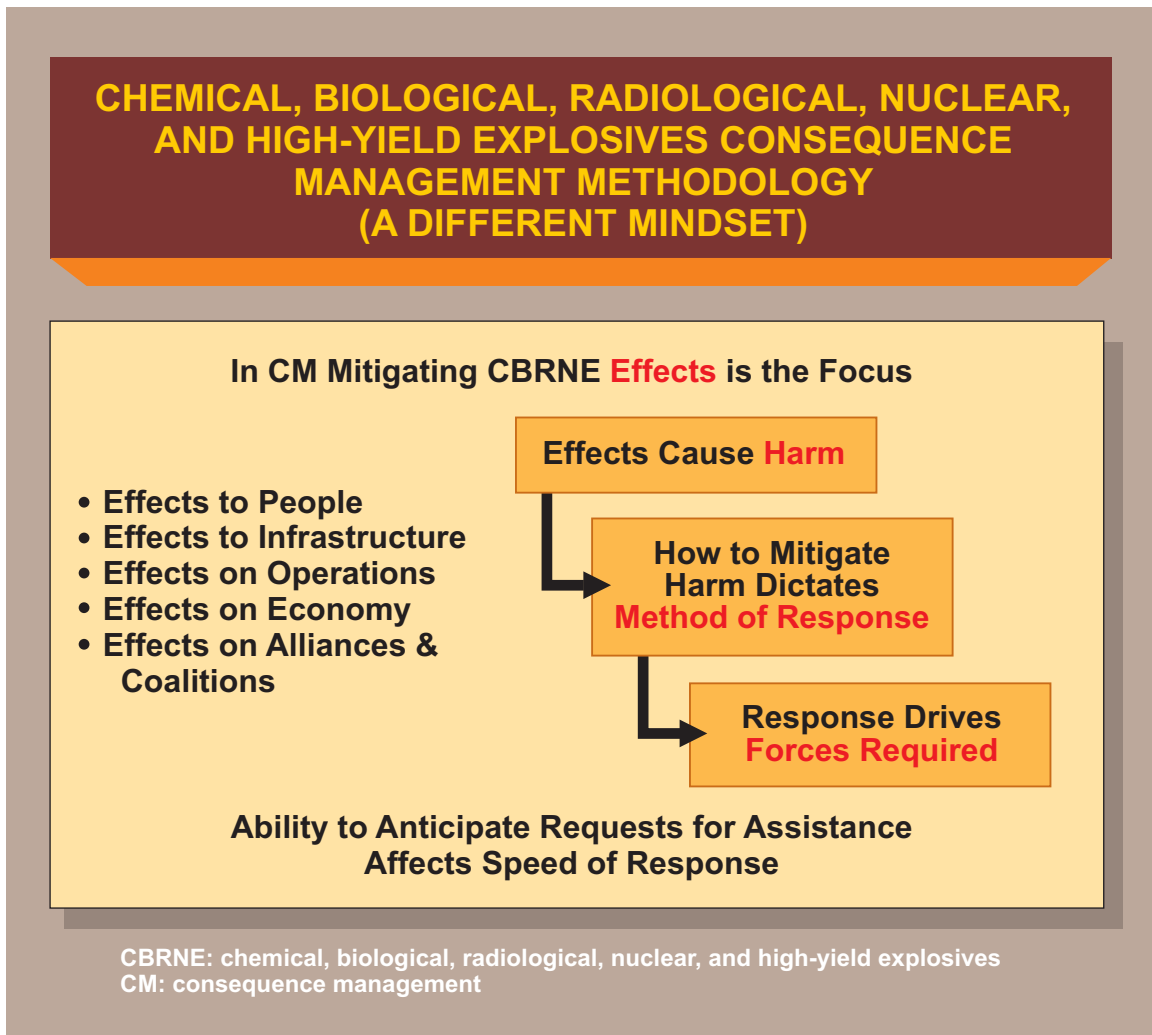 CHEMICAL, BIOLOGICAL, RADIOLOGICAL, NUCLEAR,
AND HIGH-YIELD EXPLOSIVES CONSEQUENCE
MANAGEMENT METHODOLOGY
(A DIFFERENT MINDSET)
In CM Mitigating CBRNE Effects is the Focus
• Effects to People
• Effects to Infrastructure
• Effects on Operations
• Effects on Economy
• Effects on Alliances &
Coalitions
Effects Cause Harm
How to Mitigate
Harm Dictates
Method of Response
Response Drives
Forces Required
Ability to Anticipate Requests for Assistance
Affects Speed of Response
CBRNE: chemical, biological, radiological, nuclear, and high-yield explosives
CM: consequence management